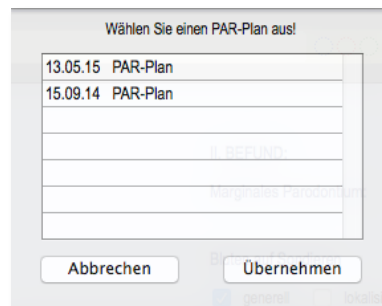 Wählen Sie einen PAR-Plan aus!
13.05.15 PAR-Plan
15.09.14 PAR-Plan
II. BEFUND:
Marginales Parodontium:
Abbrechen
Übernehmen
generell